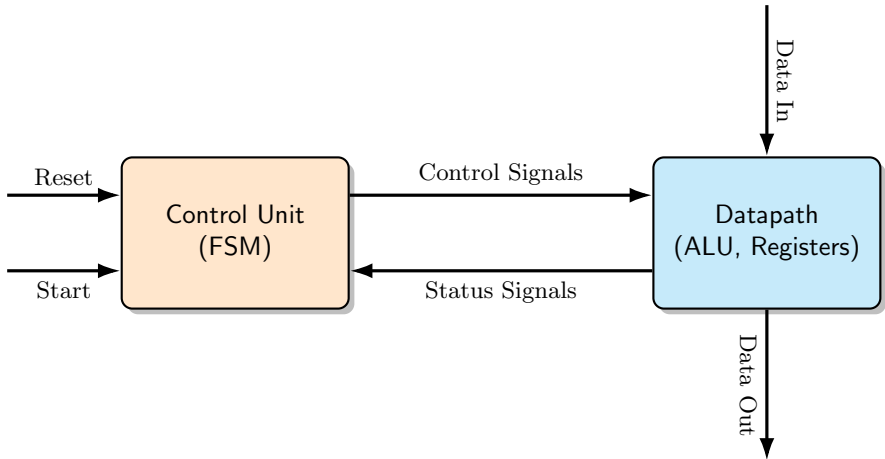 Data In
Reset
Control Signals
Control Unit
(FSM)
Datapath
(ALU, Registers)
Start
Status Signals
Data Out